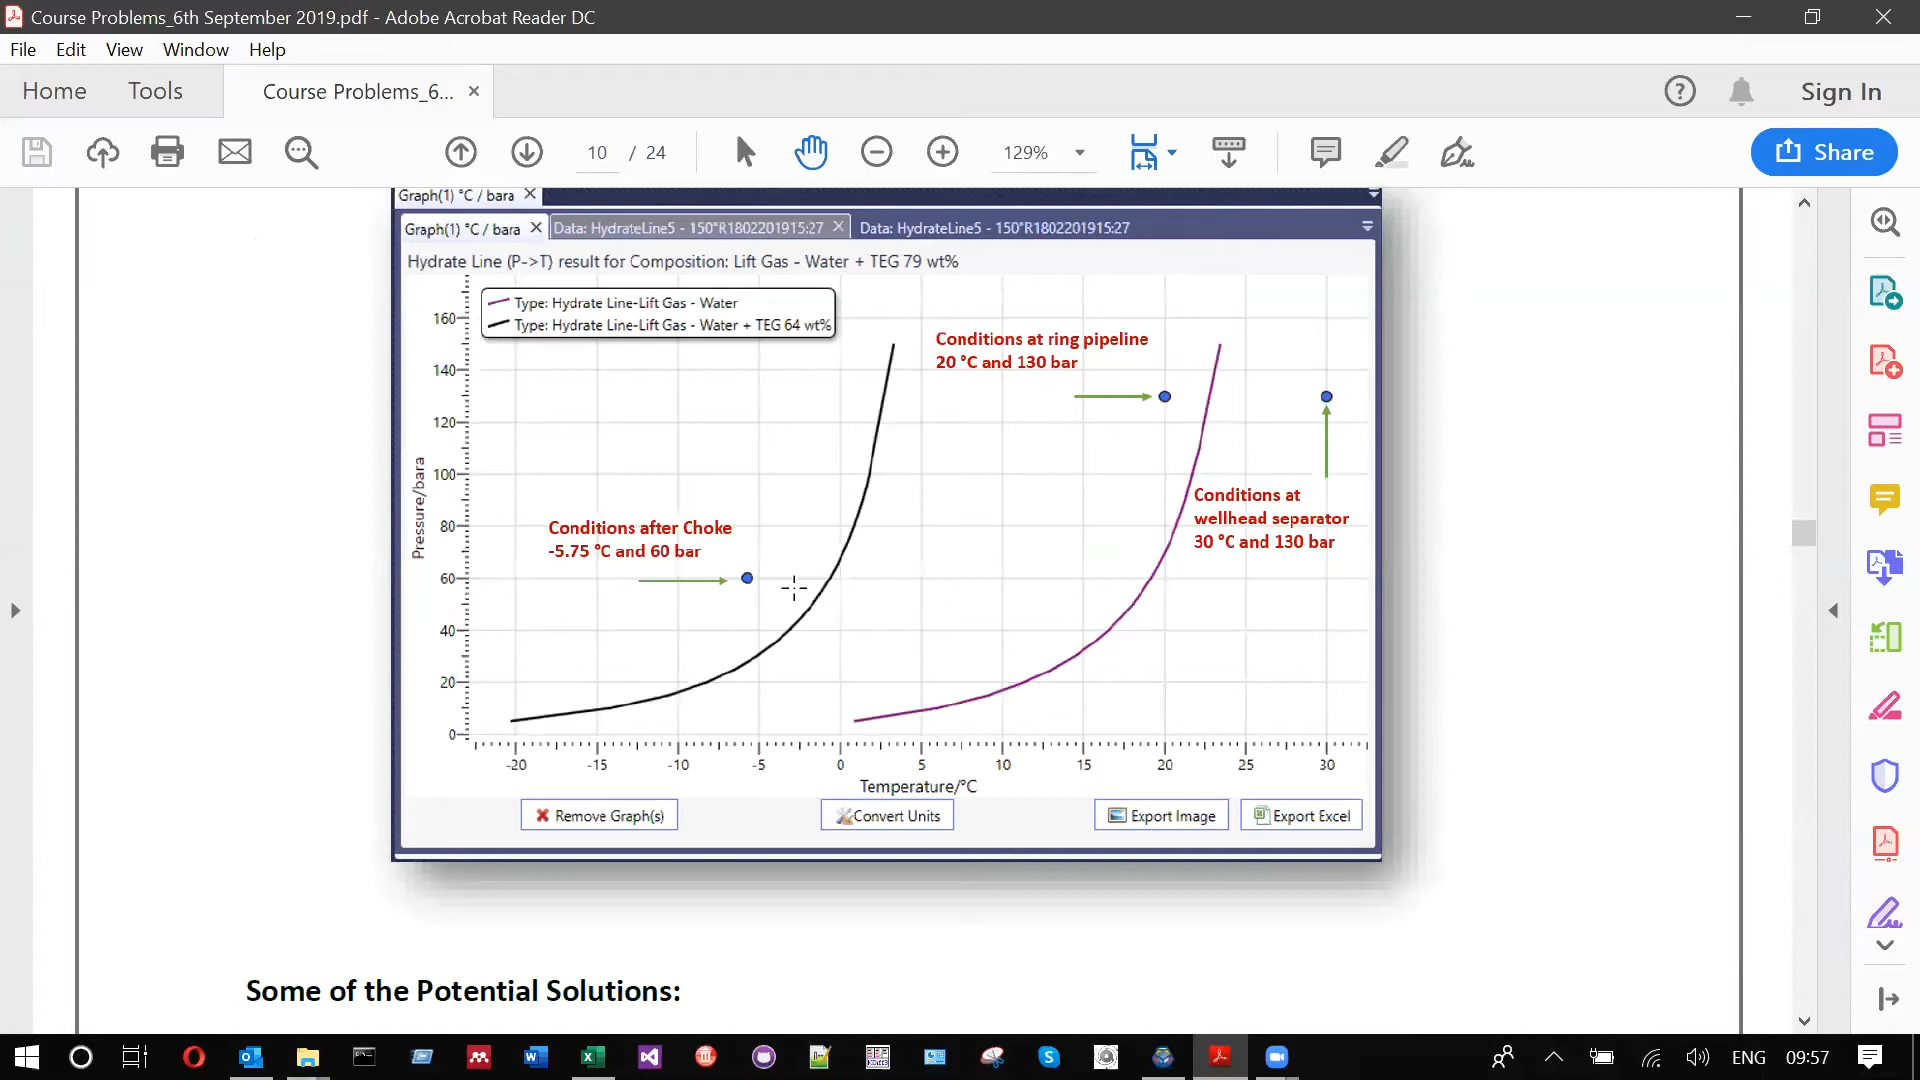 Course Problems_6th September 2019.pdf - Adobe Acrobat Reader DC
File Edit View Window Help
Home Tools Course Problems_6... × Sign In
10 / 24 129% Share
Graph(1) °C / bara
Graph(1) °C / bara Data: HydrateLine5 - 150°R1802201915:27 Data: HydrateLine5 - 150°R1802201915:27
Hydrate Line (P->T) result for Composition: Lift Gas - Water + TEG 79 wt%
Type: Hydrate Line-Lift Gas - Water
Type: Hydrate Line-Lift Gas - Water + TEG 64 wt%
Conditions at ring pipeline
20 °C and 130 bar
Conditions at
wellhead separator
30 °C and 130 bar
Conditions after Choke
-5.75 °C and 60 bar
Pressure/bara
160
140
120
100
80
60
40
20
0
-20 -15 -10 -5 0 5 10 15 20 25 30
Temperature/°C
Remove Graph(s) Convert Units Export Image Export Excel
Some of the Potential Solutions:
ENG 09:57